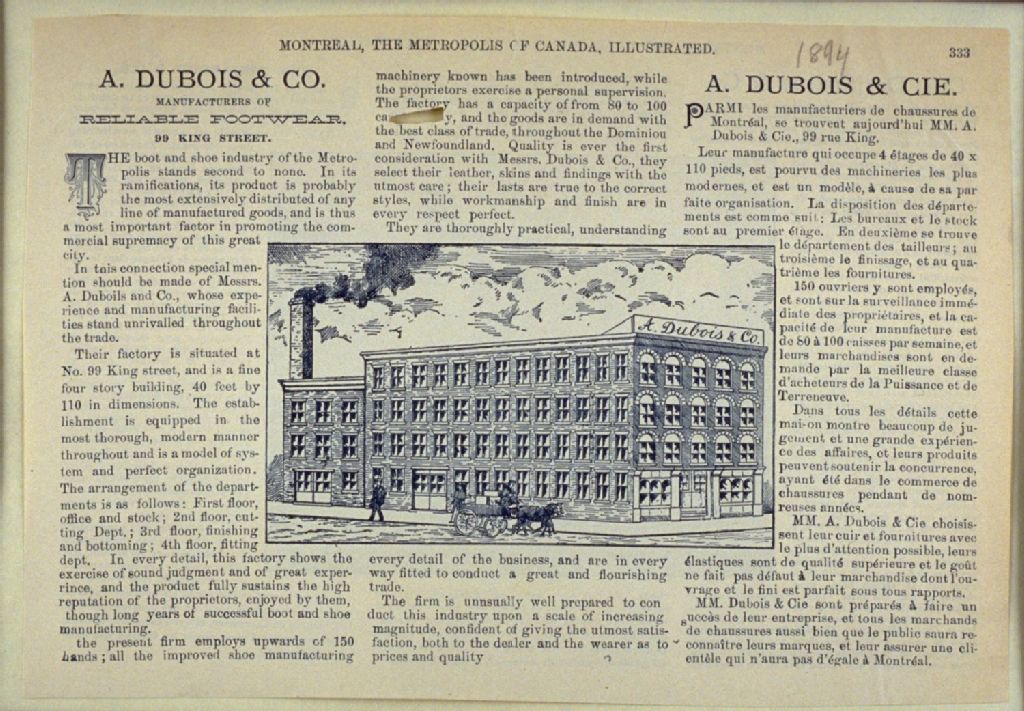 MONTREAL, THE METROPOLIS OF CANADA, ILLUSTRATED.
1894
333
A. DUBOIS & CO.
MANUFACTURERS OF
RELIABLE FOOTWEAR.
99 KING STREET.
THE boot and shoe industry of the Metro-
polis stands second to none. In its
ramifications, its product is probably
the most extensively distributed of any
line of manufactured goods, and is thus
a most important factor in promoting the com-
mercial supremacy of this great
city.
In this connection special men-
tion should be made of Messrs.
A. Duboils and Co., whose expe-
rience and manufacturing facili-
ties stand unrivalled throughout
the trade.
Their factory is situated at
No. 99 King street, and is a fine
four story building, 40 feet by
110 in dimensions. The estab-
lishment is equipped in the
most thorough, modern manner
throughout and is a model of sys-
tem and perfect organization.
The arrangement of the depart-
ments is as follows: First floor,
office and stock; 2nd floor, cut-
ting Dept.; 3rd floor, finishing
and bottoming; 4th floor, fitting
dept. In every detail, this factory shows the
exercise of sound judgment and of great exper-
rince, and the product fully sustains the high
reputation of the proprietors, enjoyed by them,
though long years of successful boot and shoe
manufacturing.
the present firm employs upwards of 150
hands; all the improved shoe manufacturing
machinery known has been introduced, while
the proprietors exercise a personal supervision.
The factory has a capacity of from 80 to 100
ca y, and the goods are in demand with
the best class of trade, throughout the Dominion
and Newfoundland. Quality is ever the first
consideration with Messrs. Dubois & Co., they
select their leather, skins and findings with the
utmost care; their lasts are true to the correct
styles, while workmanship and finish are in
every respect perfect.
They are thoroughly practical, understanding
A. Dubois & Co.
every detail of the business, and are in every
way fitted to conduct a great and flourishing
trade.
The firm is unusually well prepared to con
duct this industry upon a scale of increasing
magnitude, confident of giving the utmost satis-
faction, both to the dealer and the wearer as to
prices and quality
A. DUBOIS & CIE.
PARMI les manufacturiers de chaussures de
Montréal, se trouvent aujourd'hui MM. A.
Dubois & Cie., 99 rue King.
Leur manufacture qui occupe 4 étages de 40 x
110 pieds, est pourvu des machineries les plus
modernes, et est un modèle, à cause de sa par
faite organisation. La disposition des départe-
ments est comme suit: Les bureaux et le stock
sont au premier étage. En deuxième se trouve
le département des tailleurs; au
troisième le finissage, et au qua-
trième les fournitures.
150 ouvriers y sont employés,
et sont sur la surveillance immé-
diate des propriétaires, et la ca-
pacité de leur manufacture est
de 80 à 100 caisses par semaine, et
leurs marchandises sont en de-
mande par la meilleure classe
d'acheteurs de la Puissance et de
Terreneuve.
Dans tous les détails cette
maison montre beaucoup de ju-
gement et une grande expérien-
ce des affaires, et leurs produits
peuvent soutenir la concurrence,
ayant été dans le commerce de
chaussures pendant de nom-
reuses années.
MM. A. Dubois & Cie choisis-
sent leur cuir et fournitures avec
le plus d'attention possible, leurs
élastiques sont de qualité supérieure et le goût
ne fait pas défaut à leur marchandise dont l'ou-
vrage et le fini est parfait sous tous rapports.
MM. Dubois & Cie sont préparés à faire un
succès de leur entreprise, et tous les marchands
de chaussures aussi bien que le public saura re-
connaître leurs marques, et leur assurer une cli-
entèle qui n'aura pas d'égale à Montréal.